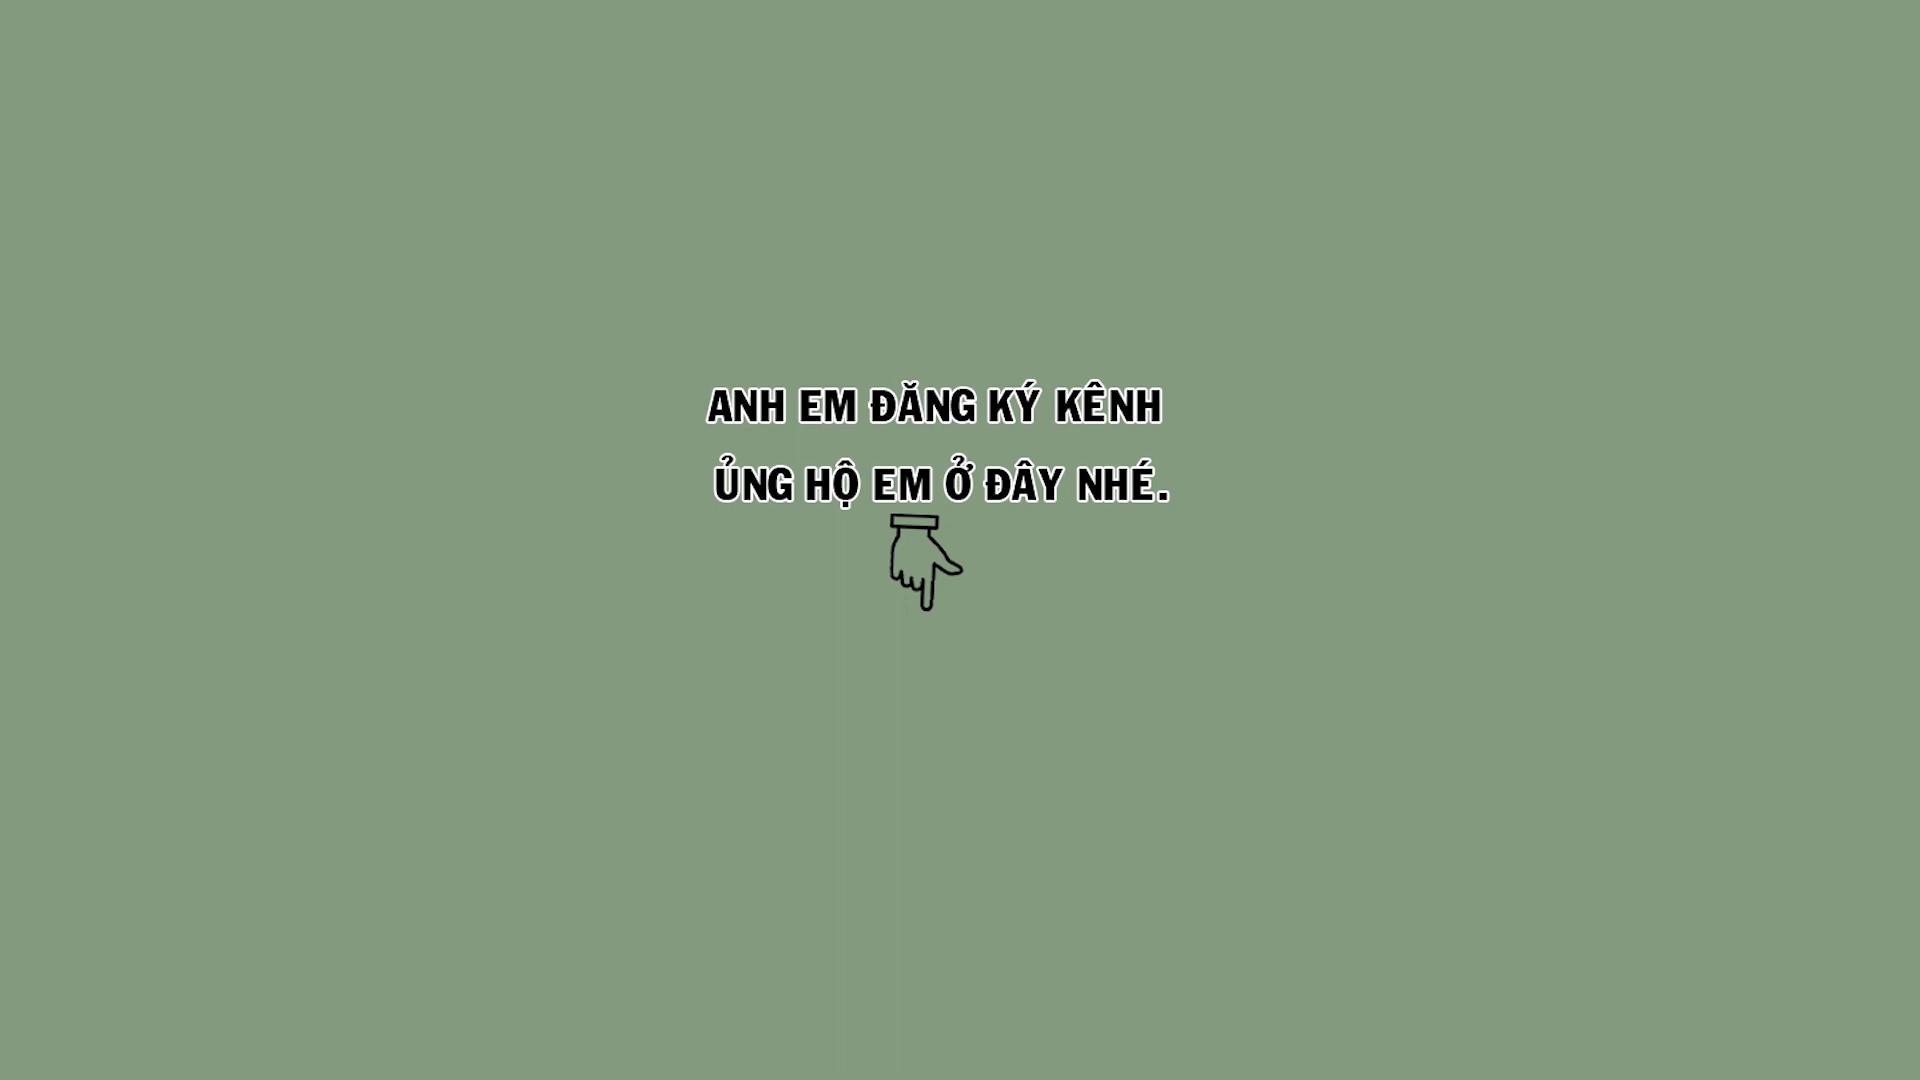 ANH EM ĐĂNG KÝ KÊNH
ỦNG HỘ EM Ở ĐÂY NHÉ.